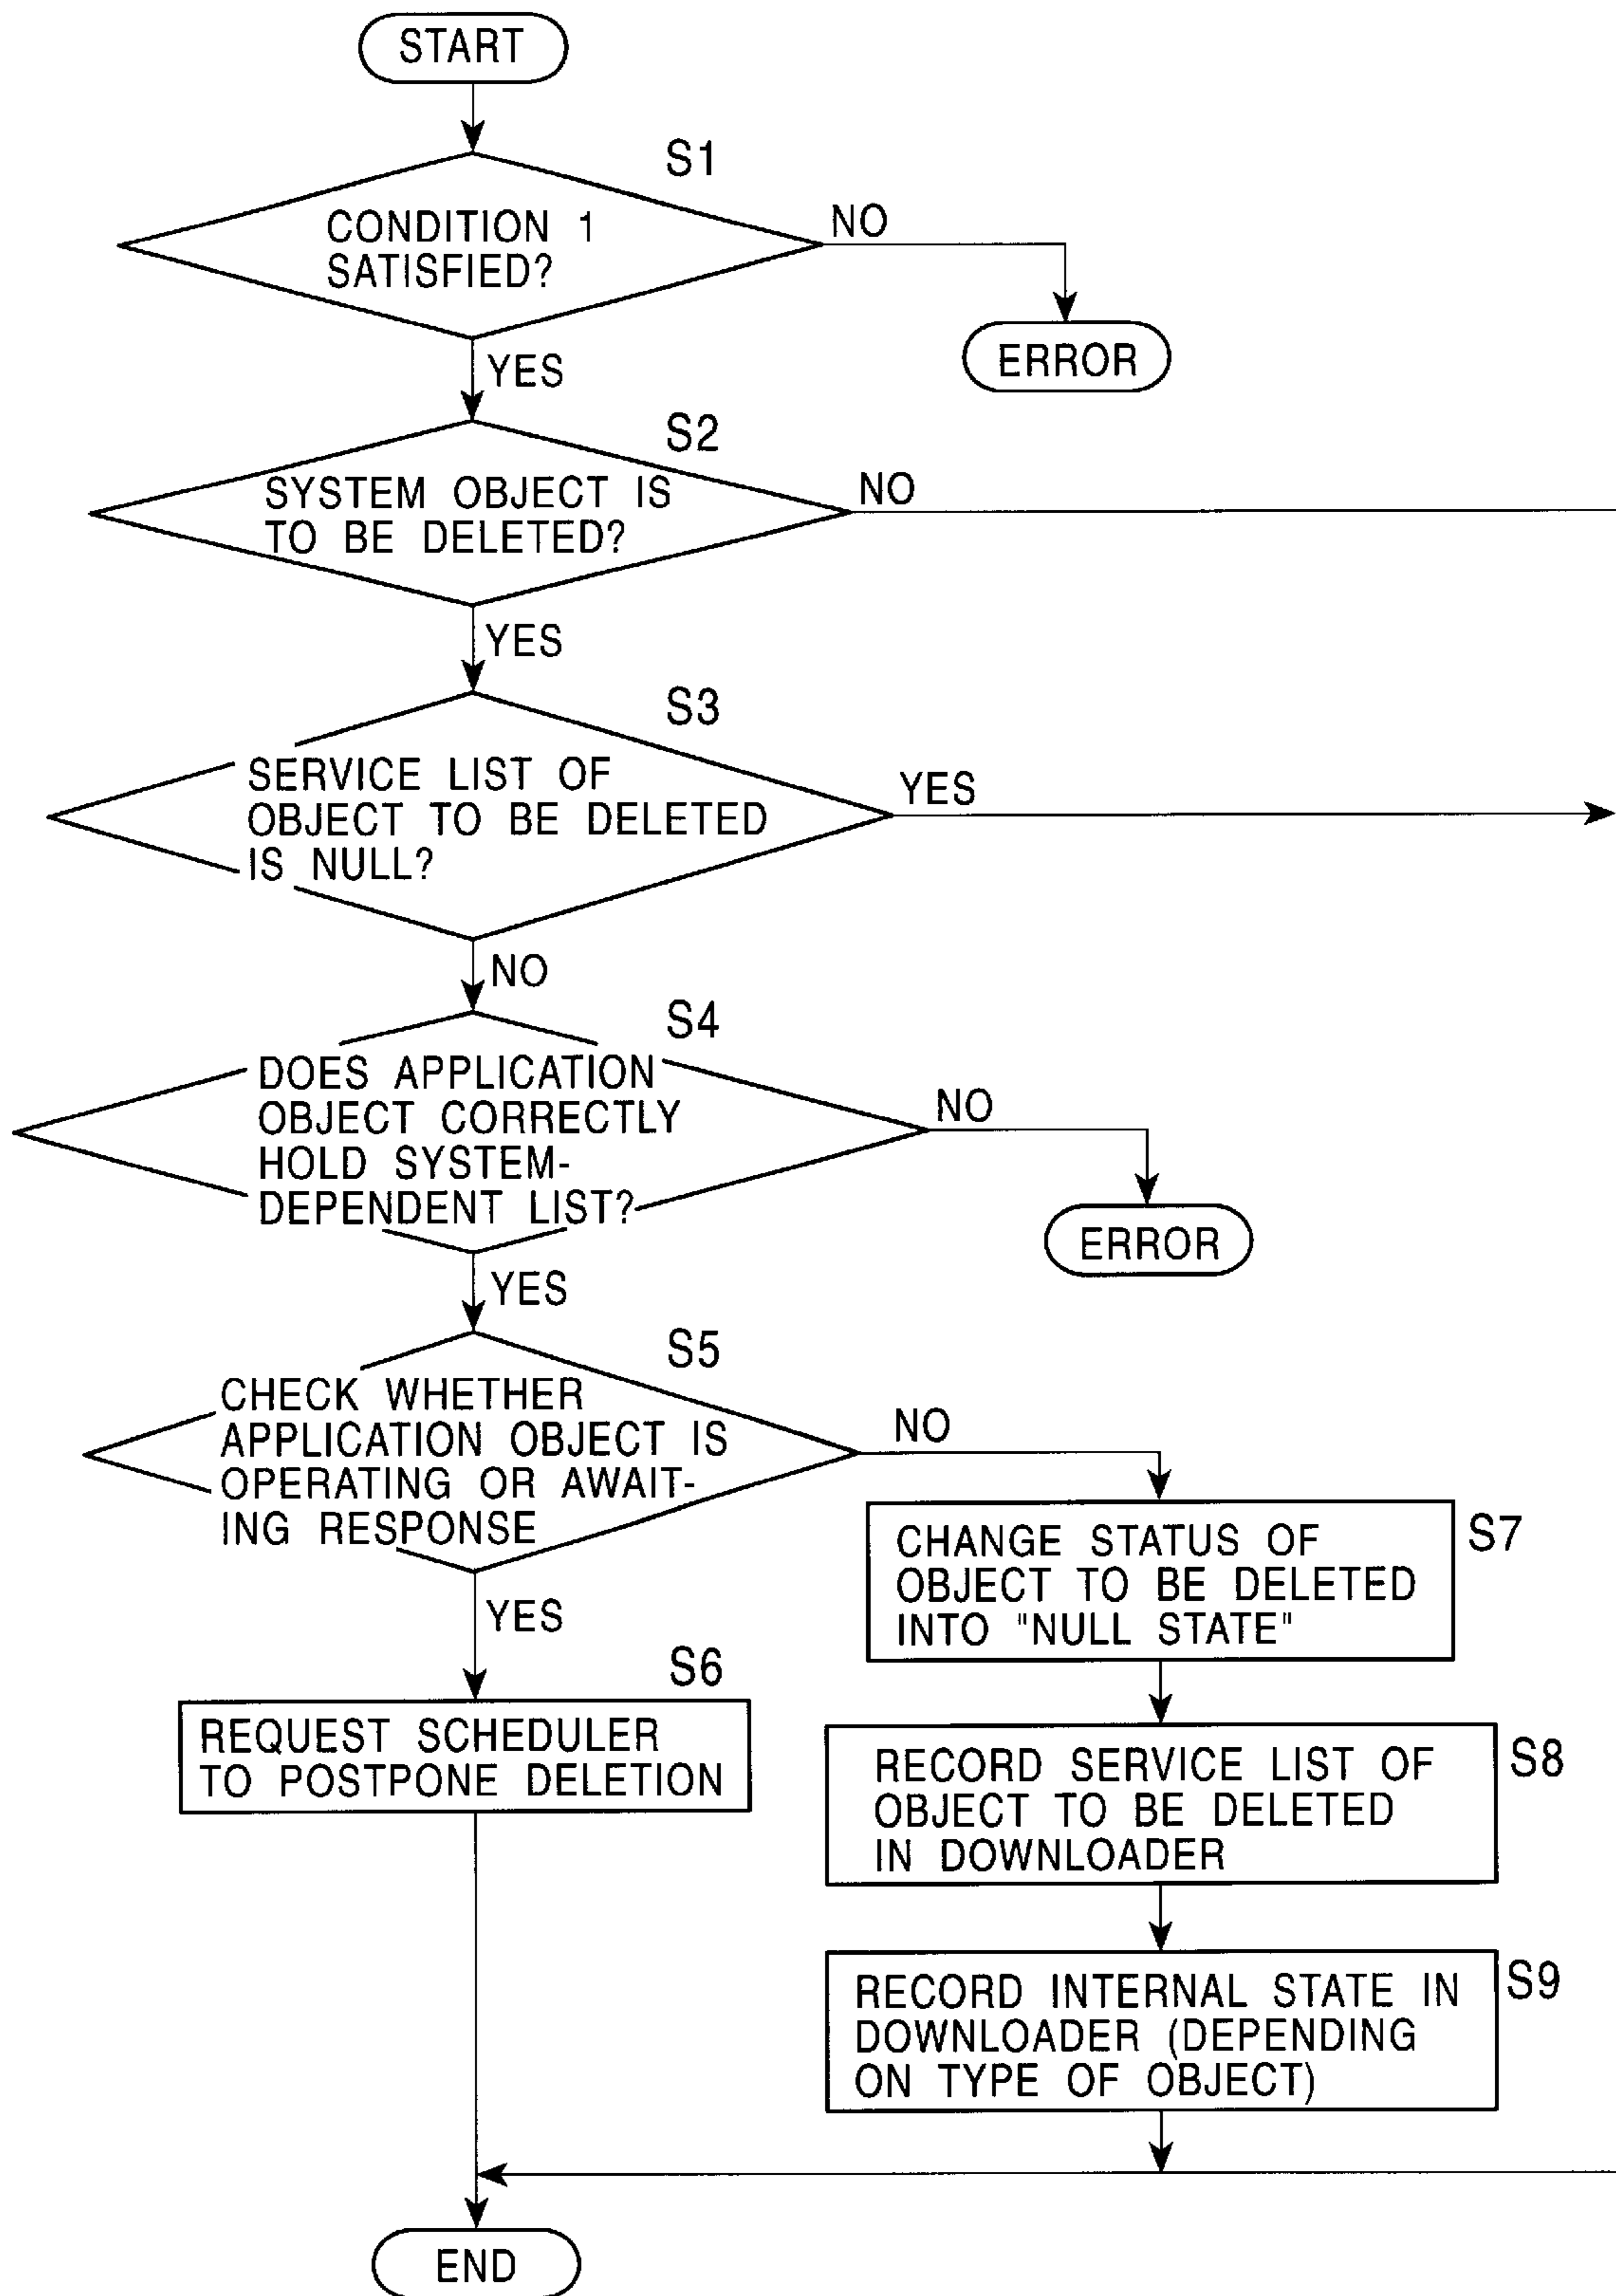 START
S1
CONDITION 1
SATISFIED?
NO
ERROR
YES
S2
SYSTEM OBJECT IS
TO BE DELETED?
NO
YES
S3
SERVICE LIST OF
OBJECT TO BE DELETED
IS NULL?
YES
NO
S4
DOES APPLICATION
OBJECT CORRECTLY
HOLD SYSTEM-
DEPENDENT LIST?
NO
ERROR
YES
S5
CHECK WHETHER
APPLICATION OBJECT IS
OPERATING OR AWAIT-
ING RESPONSE
NO
YES
S6
REQUEST SCHEDULER
TO POSTPONE DELETION
S7
CHANGE STATUS OF
OBJECT TO BE DELETED
INTO "NULL STATE"
S8
RECORD SERVICE LIST OF
OBJECT TO BE DELETED
IN DOWNLOADER
S9
RECORD INTERNAL STATE IN
DOWNLOADER (DEPENDING
ON TYPE OF OBJECT)
END